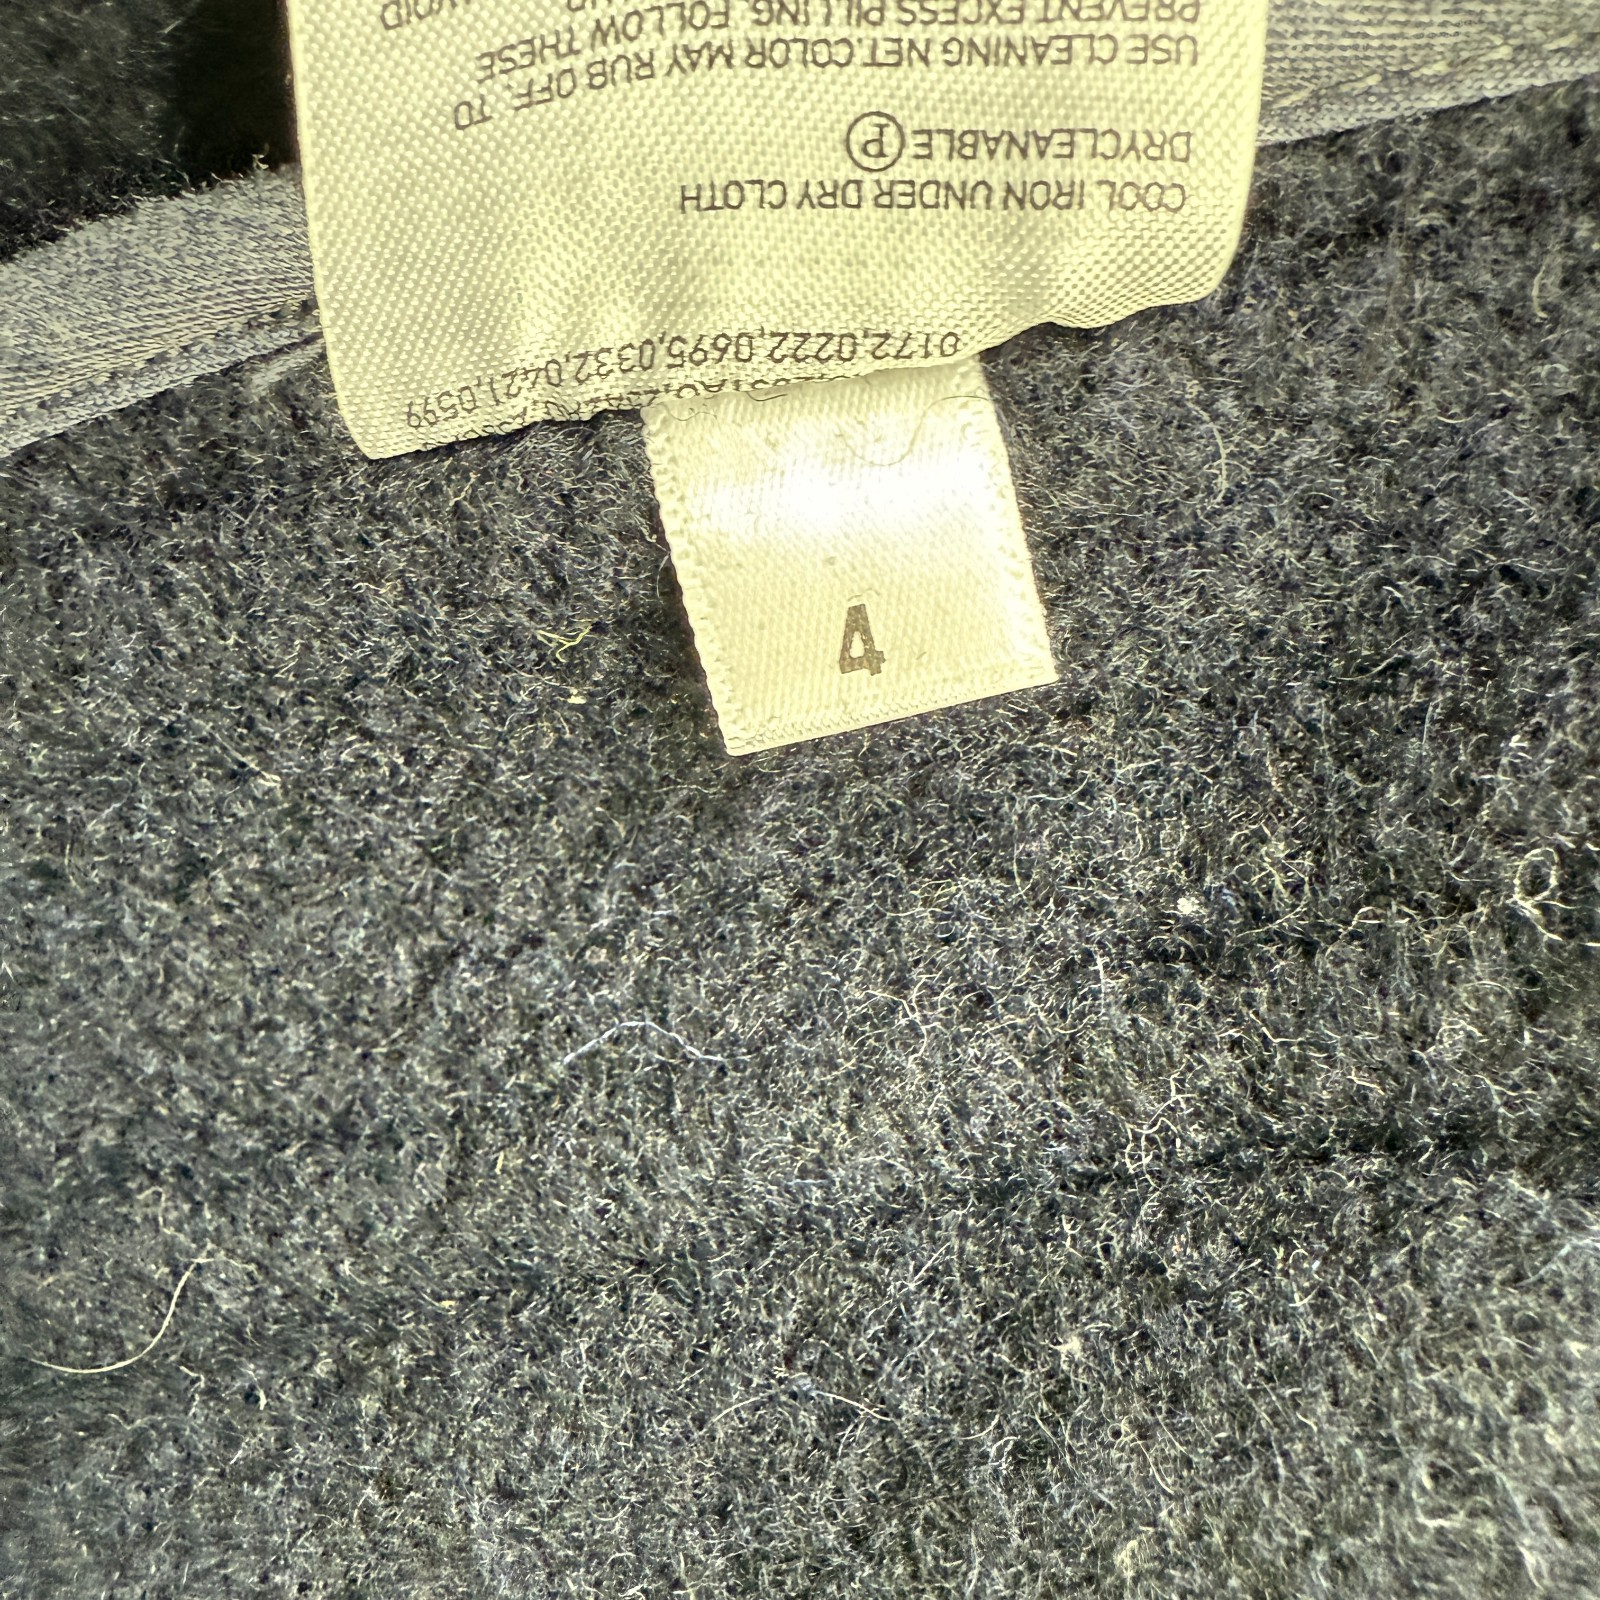 4
0172,0222,0695,0332,0421,0599
COOL IRON UNDER DRY CLOTH
DRYCLEANABLE Ⓟ
USE CLEANING NET.COLOR MAY RUB OFF. TO
PREVENT EXCESS PILLING, FOLLOW THESE
AVOID